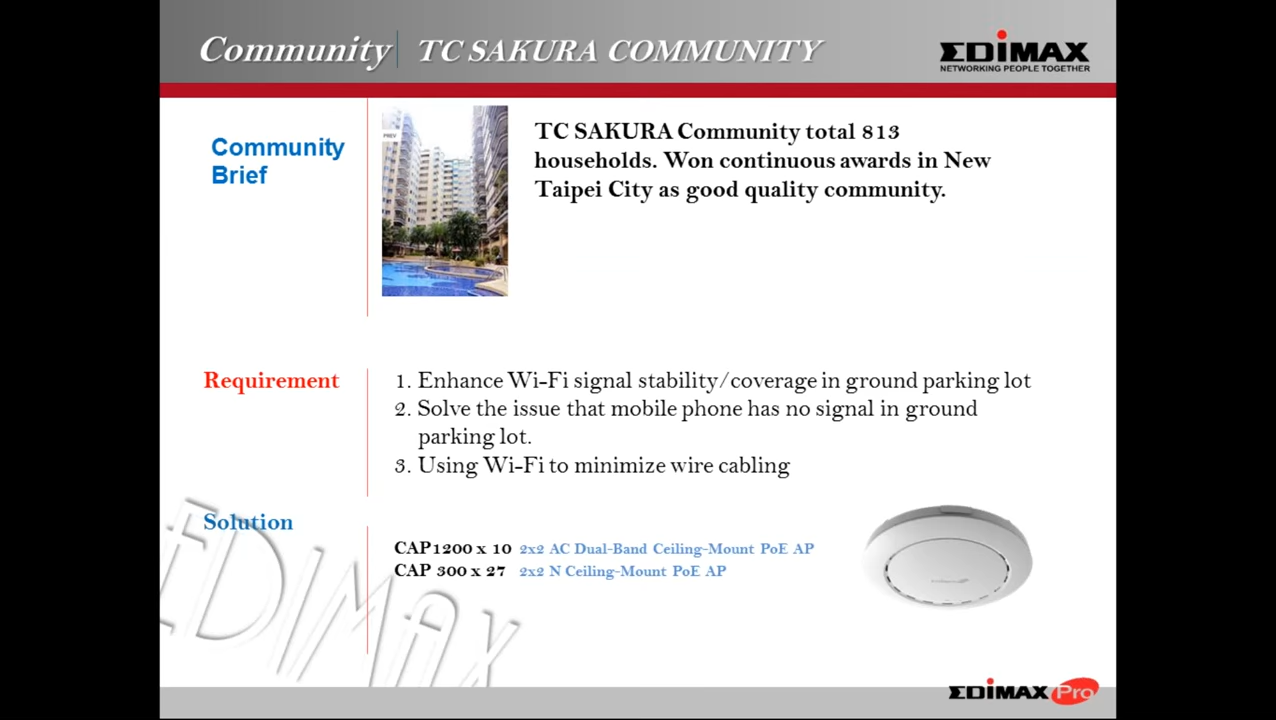 Community TC SAKURA COMMUNITY
EDIMAX
NETWORKING PEOPLE TOGETHER
Community
Brief
PREV
TC SAKURA Community total 813
households. Won continuous awards in New
Taipei City as good quality community.
Requirement
1. Enhance Wi-Fi signal stability/coverage in ground parking lot
2. Solve the issue that mobile phone has no signal in ground
parking lot.
3. Using Wi-Fi to minimize wire cabling
Solution
CAP1200 x 10 2x2 AC Dual-Band Ceiling-Mount PoE AP
CAP 300 x 27 2x2 N Ceiling-Mount PoE AP
EDIMAX
EDIMAX Pro